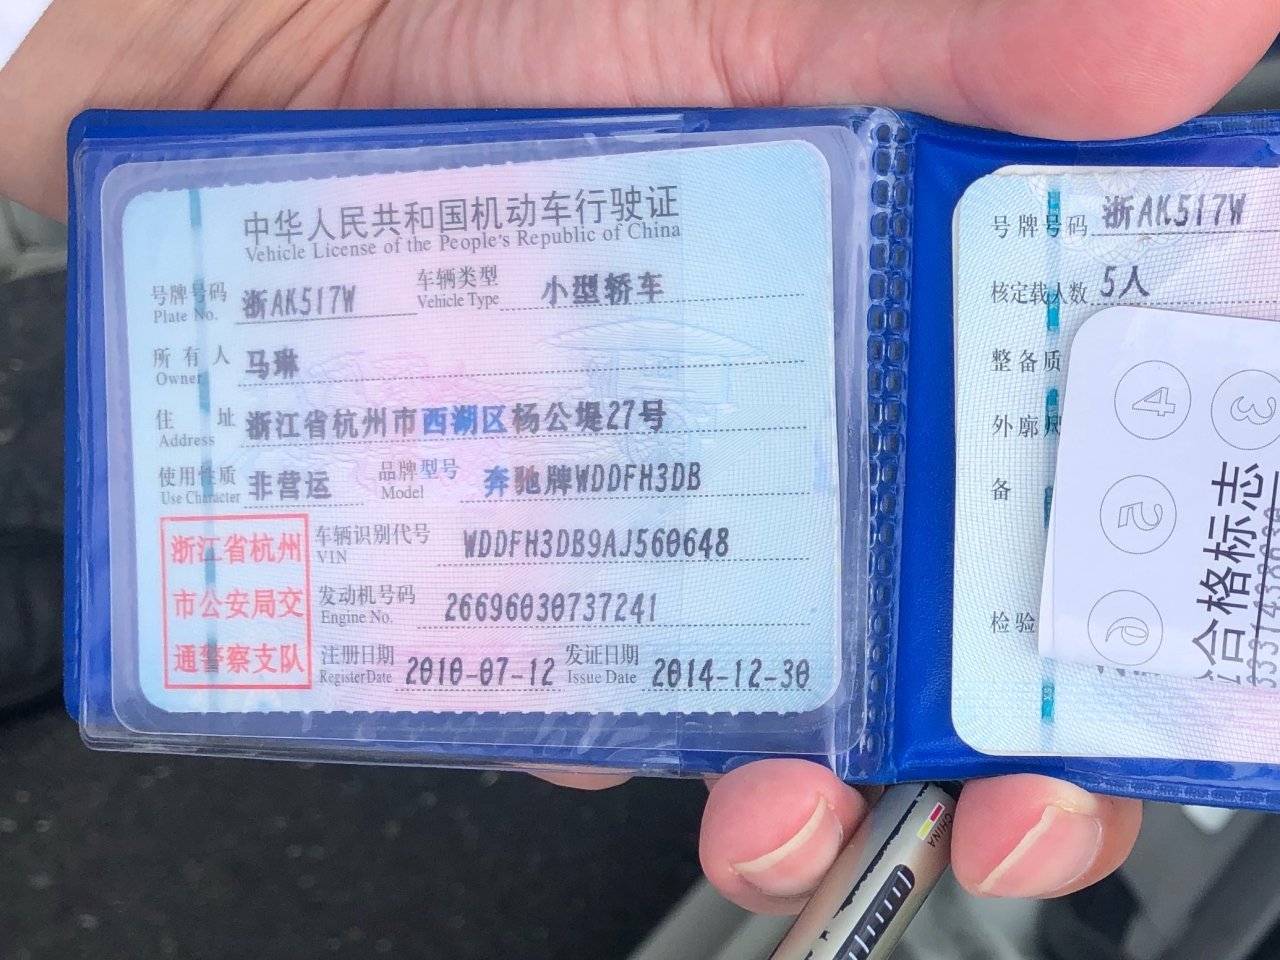 中华人民共和国机动车行驶证
Vehicle License of the People's Republic of China
号牌号码 浙AK517W 车辆类型 小型轿车
Plate No. Vehicle Type
所有人 马琳
Owner
住址 浙江省杭州市西湖区杨公堤27号
Address
使用性质 非营运 品牌型号 奔驰牌WDDFH3DB
Use Character Model
车辆识别代号 WDDFH3DB9AJ560648
VIN
发动机号码 26696030737241
Engine No.
注册日期 2010-07-12 发证日期 2014-12-30
Register Date Issue Date
浙江省杭州
市公安局交
通警察支队
号牌号码 浙AK517W
核定载人数 5人
整备质
外廓尺
备
检验
4
3
5
6
合格标志
CHINA